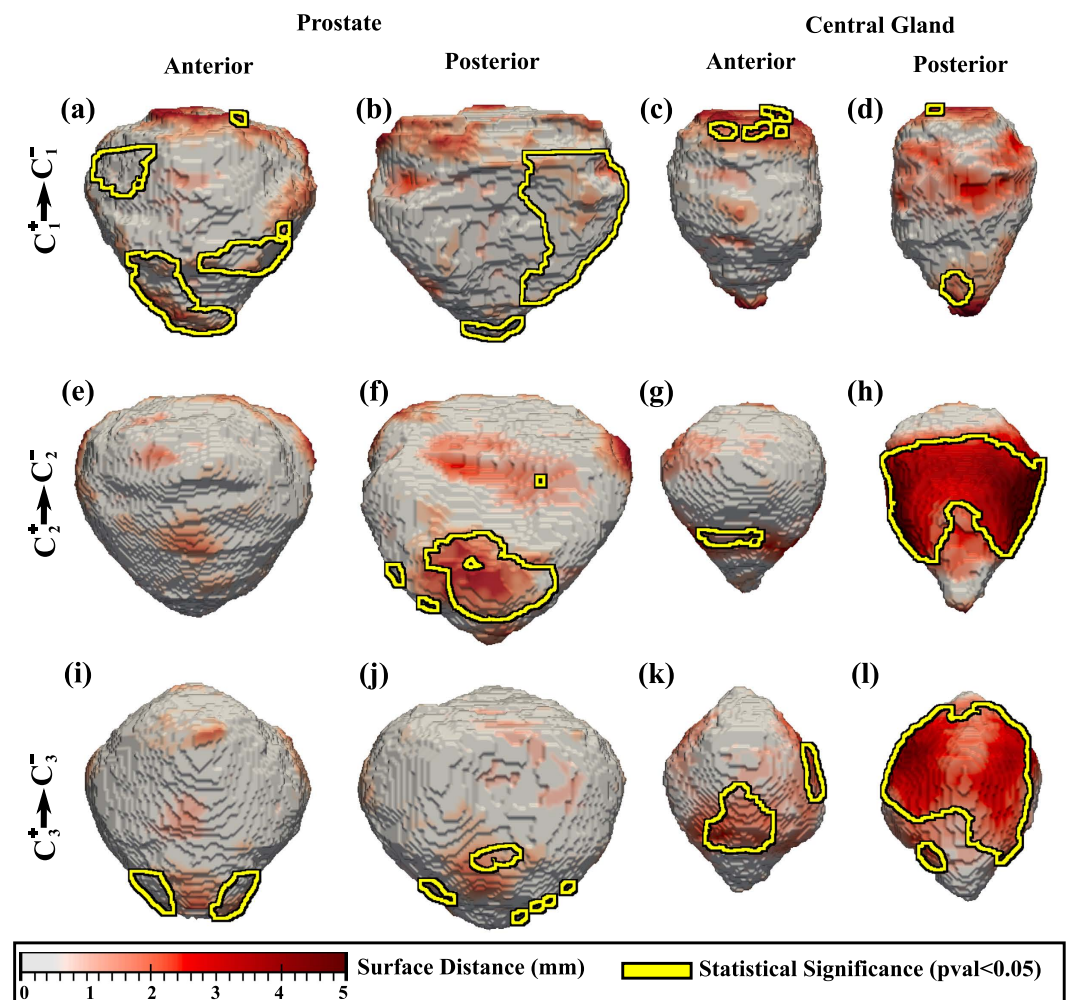 Prostate Central Gland
Anterior Posterior Anterior Posterior
(a) (b) (c) (d)
C₁⁺→C₁⁻
(e) (f) (g) (h)
C₂⁺→C₂⁻
(i) (j) (k) (l)
C₃⁺→C₃⁻
0 1 2 3 4 5 Surface Distance (mm) Statistical Significance (pval<0.05)